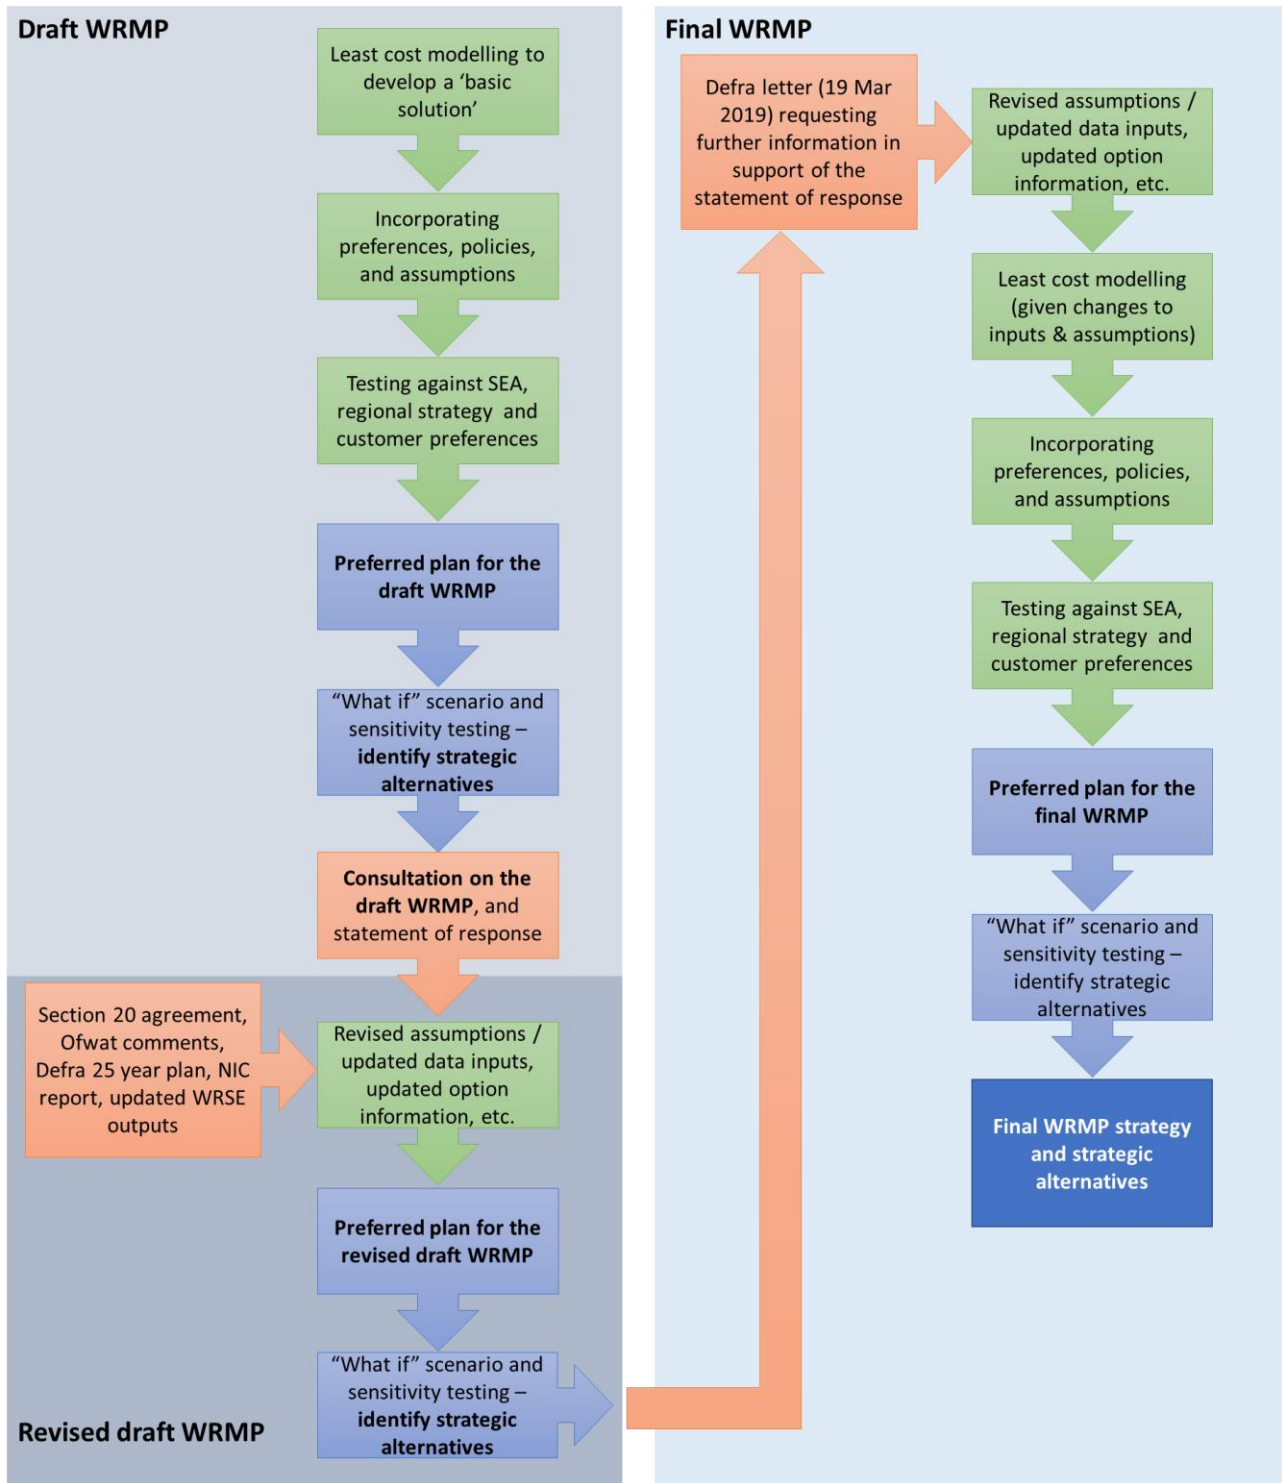 Draft WRMP
Least cost modelling to
develop a ‘basic
solution’
Incorporating
preferences, policies,
and assumptions
Testing against SEA,
regional strategy and
customer preferences
Preferred plan for the
draft WRMP
“What if” scenario and
sensitivity testing –
identify strategic
alternatives
Consultation on the
draft WRMP, and
statement of response
Section 20 agreement,
Ofwat comments,
Defra 25 year plan, NIC
report, updated WRSE
outputs
Revised assumptions /
updated data inputs,
updated option
information, etc.
Preferred plan for the
revised draft WRMP
“What if” scenario and
sensitivity testing –
identify strategic
alternatives
Revised draft WRMP
Final WRMP
Defra letter (19 Mar
2019) requesting
further information in
support of the
statement of response
Revised assumptions /
updated data inputs,
updated option
information, etc.
Least cost modelling
(given changes to
inputs & assumptions)
Incorporating
preferences, policies,
and assumptions
Testing against SEA,
regional strategy and
customer preferences
Preferred plan for the
final WRMP
“What if” scenario and
sensitivity testing –
identify strategic
alternatives
Final WRMP strategy
and strategic
alternatives